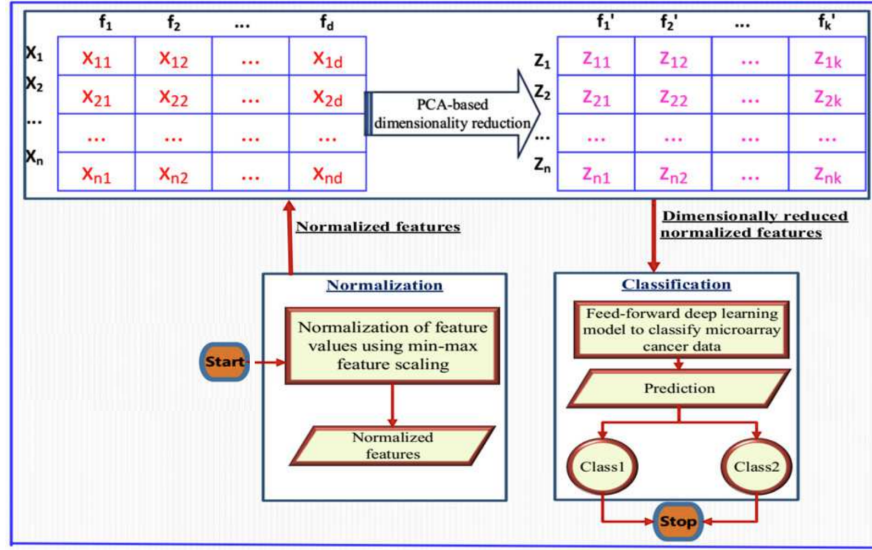 f1 f2 ... fd f1' f2' ... fk'
X1 X11 X12 ... X1d Z1 Z11 Z12 ... Z1k
X2 X21 X22 ... X2d Z2 Z21 Z22 ... Z2k
... ... ... ... ... ... ... ... ... ...
Xn Xn1 Xn2 ... Xnd Zn Zn1 Zn2 ... Znk
PCA-based
dimensionality reduction
Normalized features
Dimensionally reduced
normalized features
Normalization
Start
Normalization of feature
values using min-max
feature scaling
Normalized
features
Classification
Feed-forward deep learning
model to classify microarray
cancer data
Prediction
Class1
Class2
Stop